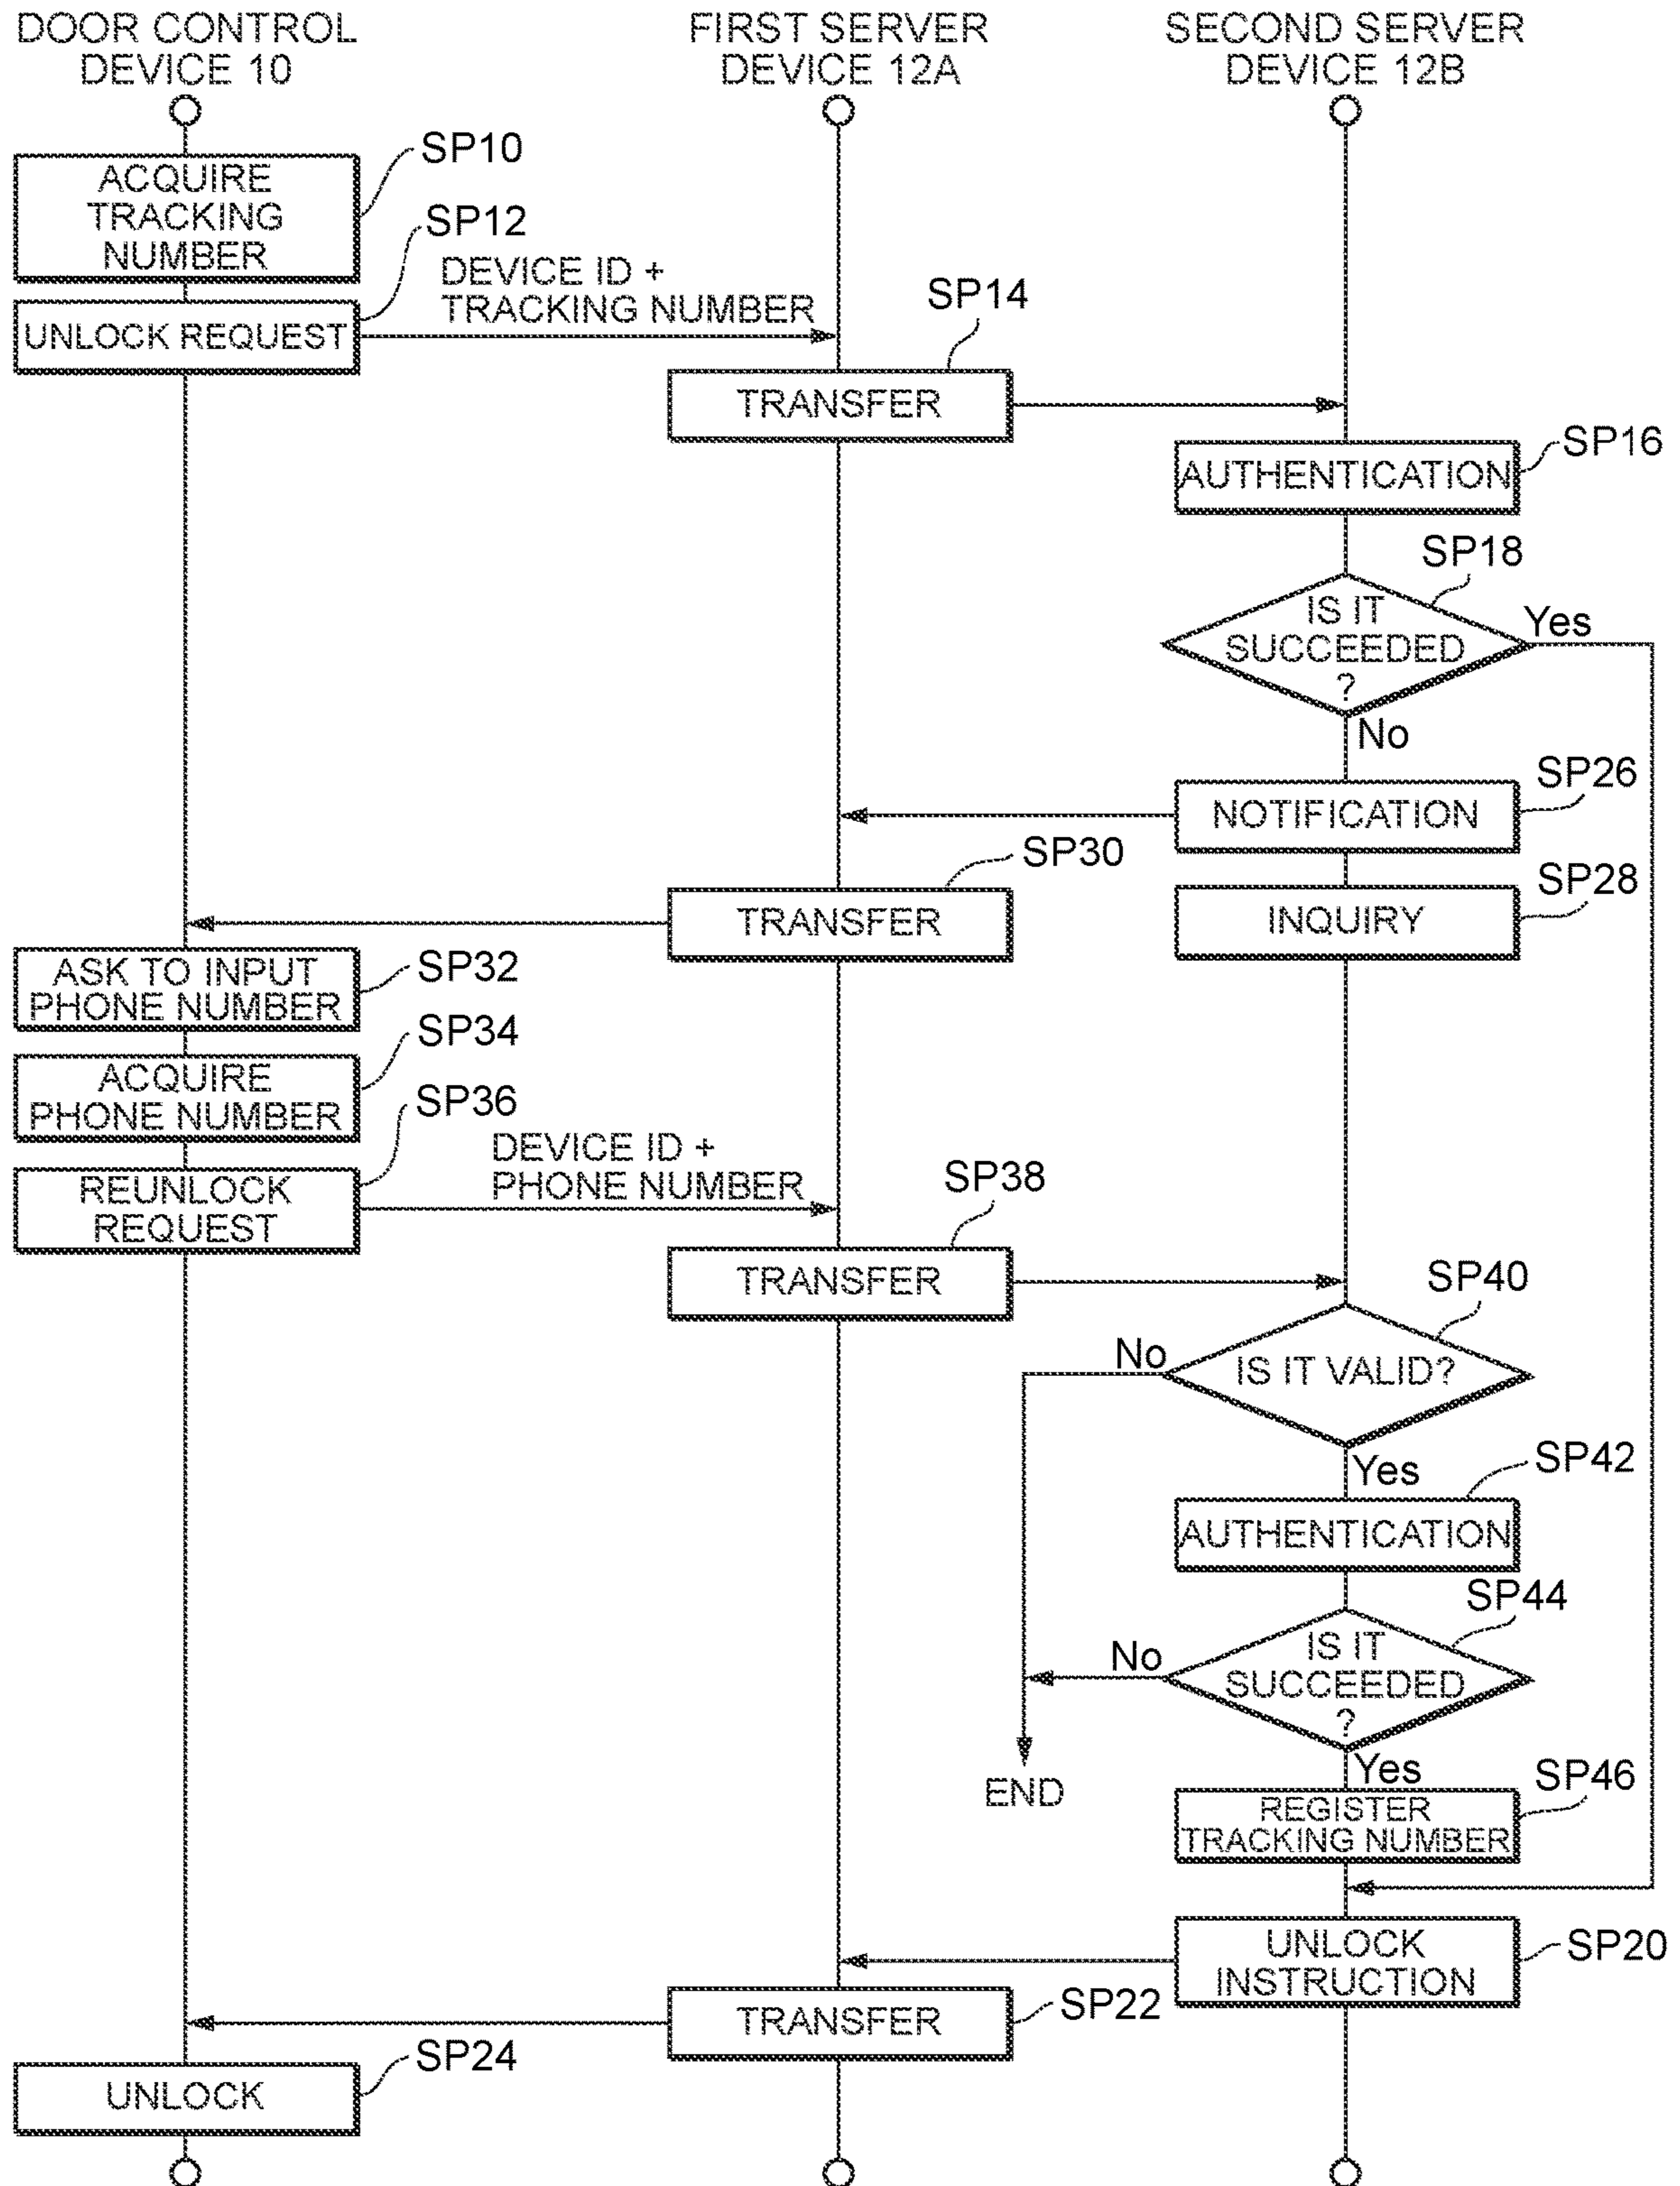 DOOR CONTROL
DEVICE 10
FIRST SERVER
DEVICE 12A
SECOND SERVER
DEVICE 12B
SP10
ACQUIRE
TRACKING
NUMBER
SP12
DEVICE ID +
TRACKING NUMBER
UNLOCK REQUEST
SP14
TRANSFER
SP16
AUTHENTICATION
SP18
IS IT
SUCCEEDED
?
Yes
No
SP26
NOTIFICATION
SP30
TRANSFER
SP28
INQUIRY
ASK TO INPUT
PHONE NUMBER
SP32
SP34
ACQUIRE
PHONE NUMBER
SP36
DEVICE ID +
PHONE NUMBER
REUNLOCK
REQUEST
SP38
TRANSFER
SP40
No
IS IT VALID?
Yes
SP42
AUTHENTICATION
SP44
No
IS IT
SUCCEEDED
?
Yes
END
SP46
REGISTER
TRACKING NUMBER
UNLOCK
INSTRUCTION
SP20
TRANSFER
SP22
SP24
UNLOCK